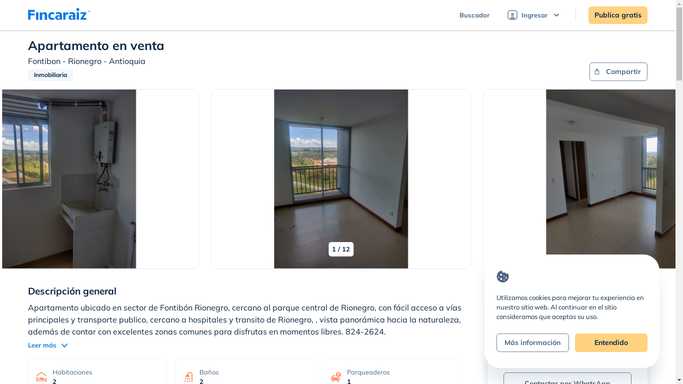 Fincaraiz
Buscador
Ingresar
Publica gratis
Apartamento en venta
Fontibon - Rionegro - Antioquia
Inmobiliaria
Compartir
1 / 12
Descripción general
Apartamento ubicado en sector de Fontibón Rionegro, cercano al parque central de Rionegro, con fácil acceso a vías
principales y transporte publico, cercano a hospitales y transito de Rionegro, , vista panorámica hacia la naturaleza,
además de contar con excelentes zonas comunes para disfrutas en momentos libres. 824-2624.
Leer más
Habitaciones
2
Baños
2
Parqueaderos
1
Utilizamos cookies para mejorar tu experiencia en
nuestro sitio web. Al continuar en el sitio
consideramos que aceptas su uso.
Más información
Entendido
Contactar por WhatsApp